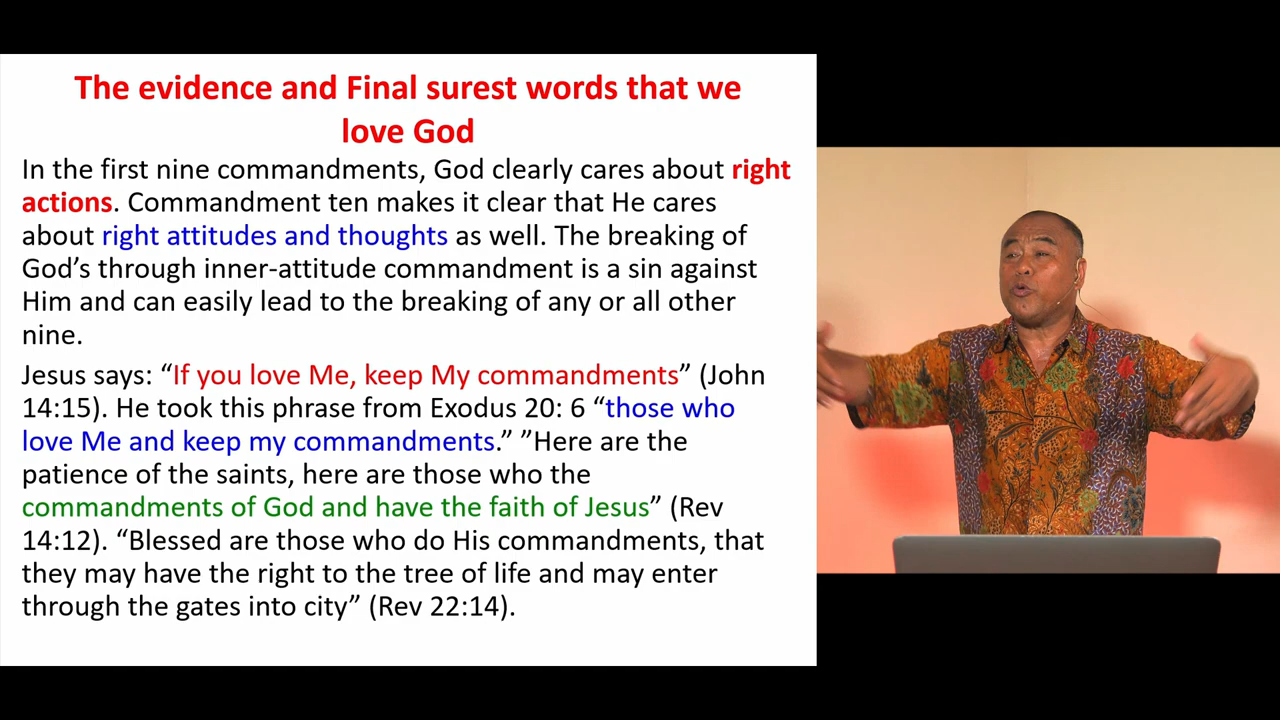 The evidence and Final surest words that we
love God
In the first nine commandments, God clearly cares about right
actions. Commandment ten makes it clear that He cares
about right attitudes and thoughts as well. The breaking of
God’s through inner-attitude commandment is a sin against
Him and can easily lead to the breaking of any or all other
nine.
Jesus says: “If you love Me, keep My commandments” (John
14:15). He took this phrase from Exodus 20: 6 “those who
love Me and keep my commandments.” ”Here are the
patience of the saints, here are those who the
commandments of God and have the faith of Jesus” (Rev
14:12). “Blessed are those who do His commandments, that
they may have the right to the tree of life and may enter
through the gates into city” (Rev 22:14).